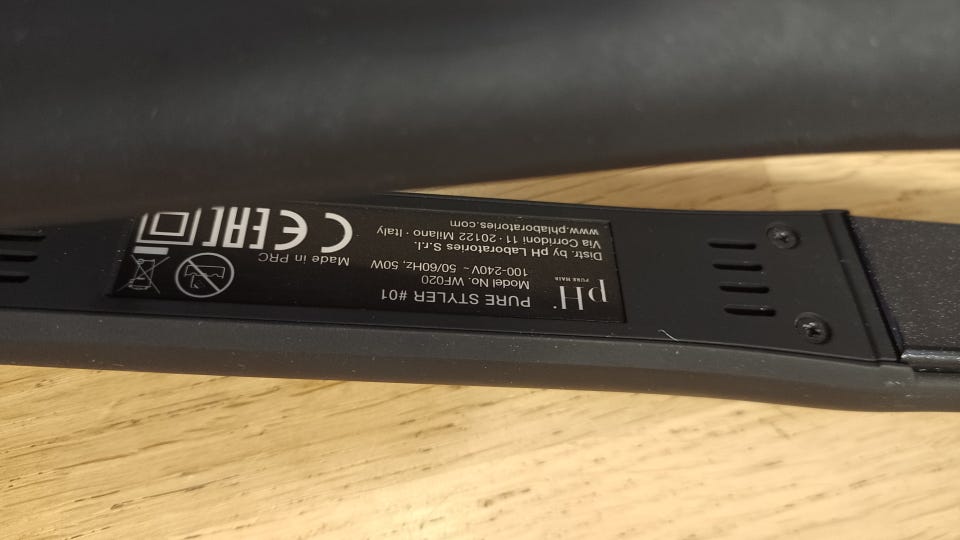 pH
PURE HAIR
PURE STYLER #01
Model No. WF020
100-240V ~ 50/60Hz, 50W
Made in PRC
Distr. by pH Laboratories S.r.l.
Via Corridoni 11 · 20122 Milano · Italy
www.phlaboratories.com
CE EAC